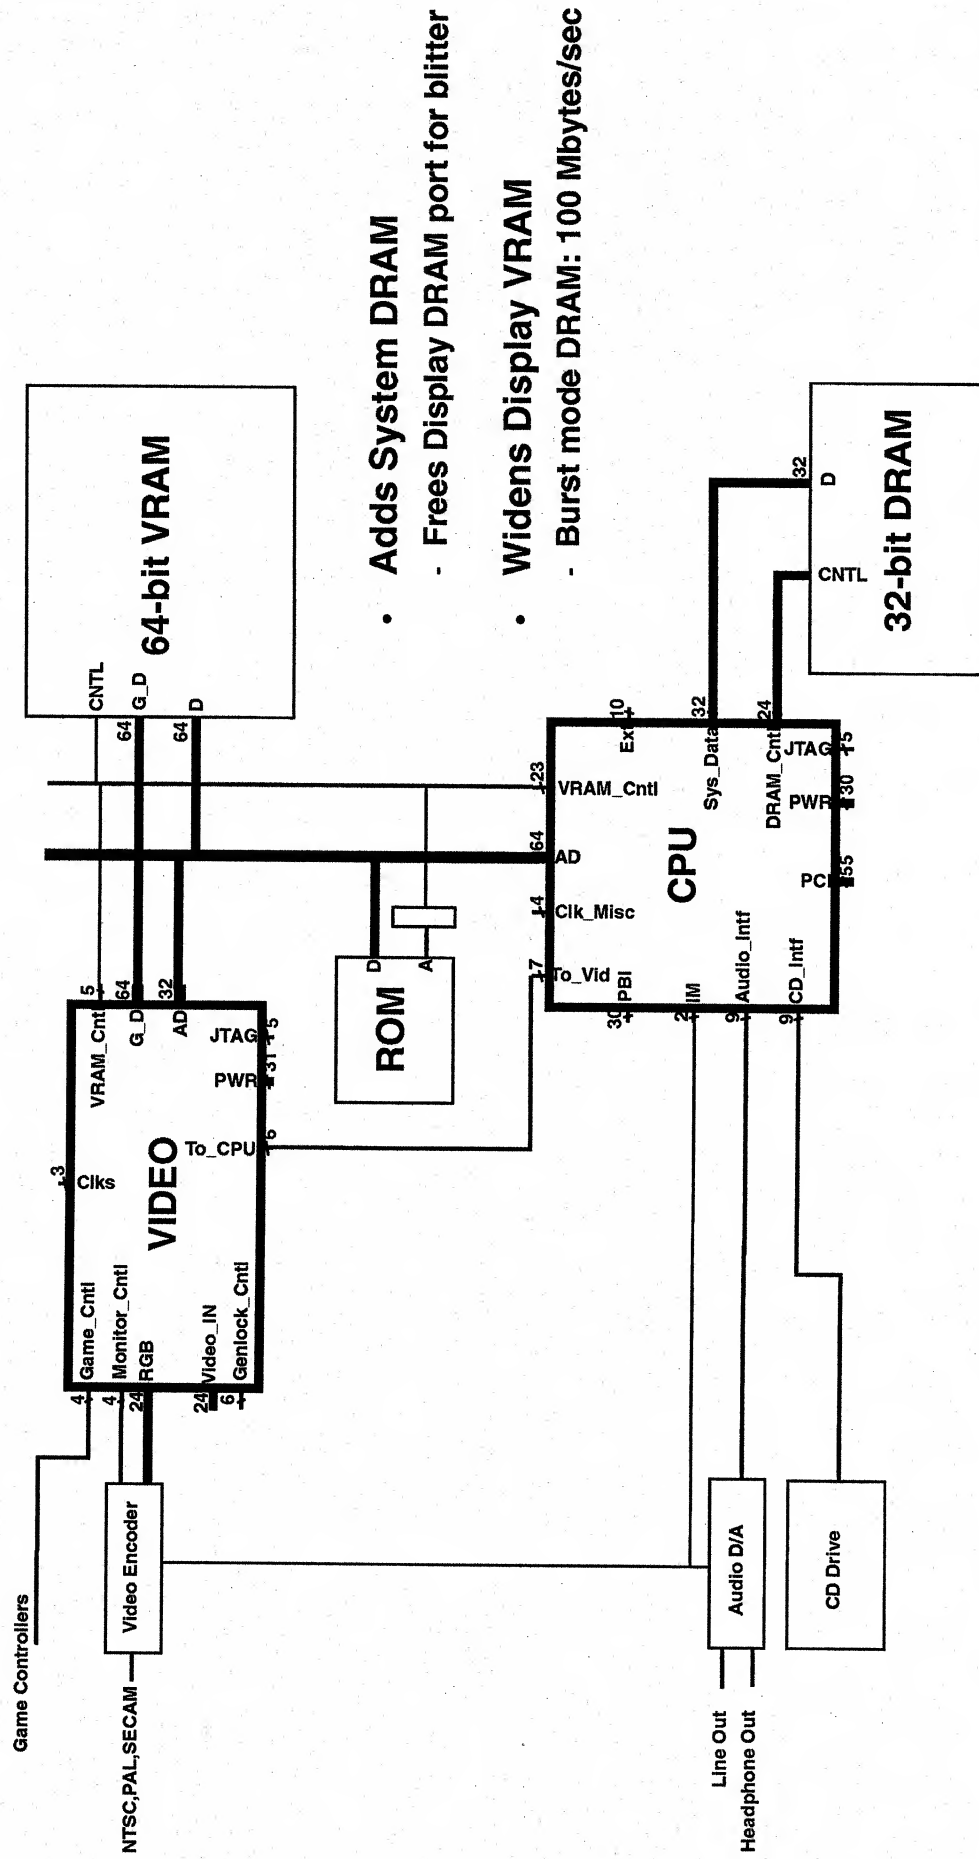 Game Controllers
NTSC,PAL,SECAM
Video Encoder
4
Game_Cntl
4
Monitor_Cntl
24
RGB
24
Video_IN
6
Genlock_Cntl
3
Clks
VIDEO
To_CPU
6
PWR
31
JTAG
5
VRAM_Cntl
5
G_D
64
AD
32
CNTL
G_D
64
D
64
64-bit VRAM
ROM
D
A
• Adds System DRAM
- Frees Display DRAM port for blitter
• Widens Display VRAM
- Burst mode DRAM: 100 Mbytes/sec
Line Out
Headphone Out
Audio D/A
CD Drive
CPU
To_Vid
7
Clk_Misc
4
AD
64
VRAM_Cntl
23
30
PBI
2
IM
9
Audio_Intf
9
CD_Intf
Ext
10
Sys_Data
32
DRAM_Cntl
24
PCI
55
PWR
30
JTAG
5
CNTL
D
32
32-bit DRAM